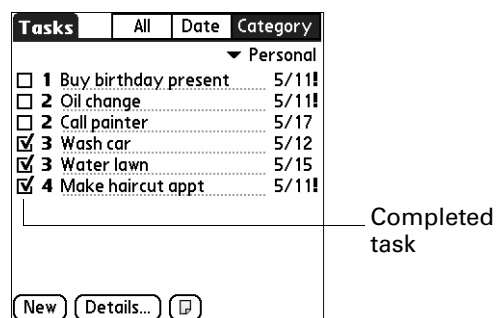 Tasks All Date Category
Personal
1 Buy birthday present 5/11!
2 Oil change 5/11!
2 Call painter 5/17
3 Wash car 5/12
3 Water lawn 5/15
4 Make haircut appt 5/11!
Completed
task
New Details...